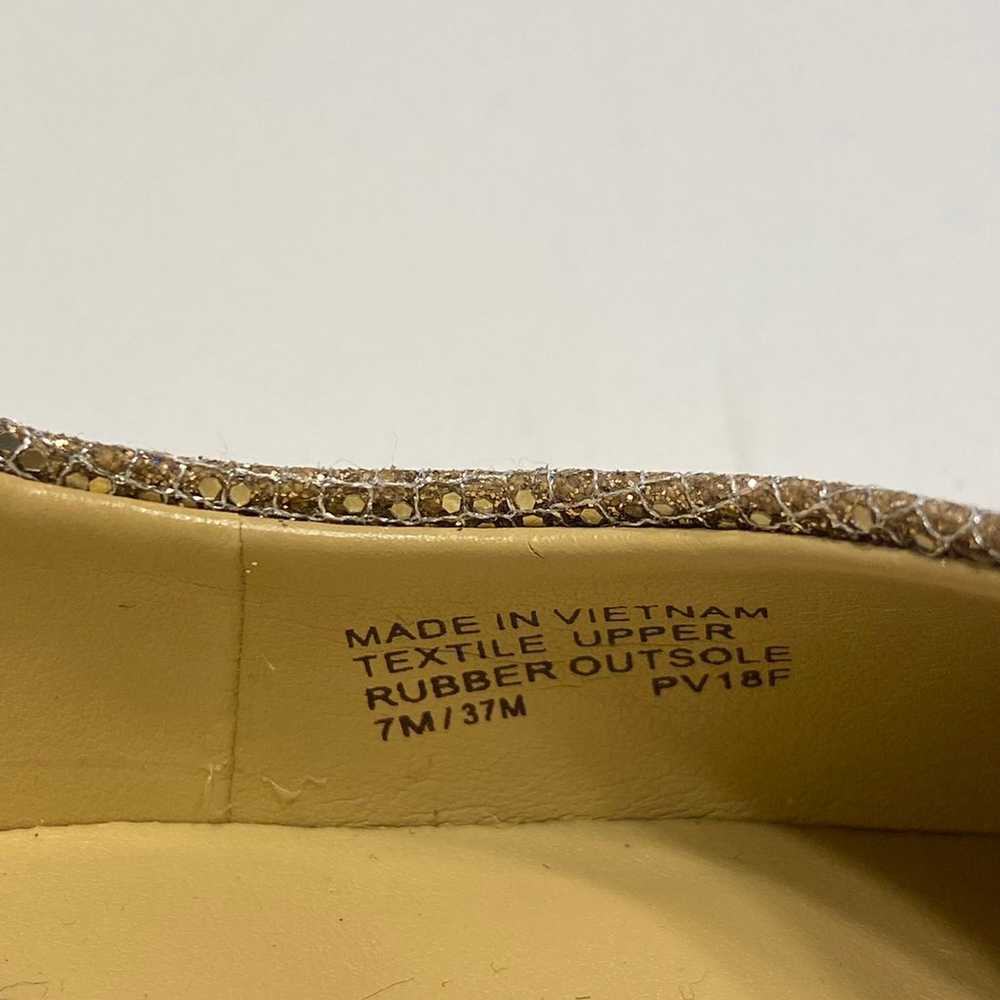 MADE IN VIETNAM
TEXTILE UPPER
RUBBER OUTSOLE
7M / 37M PV18F